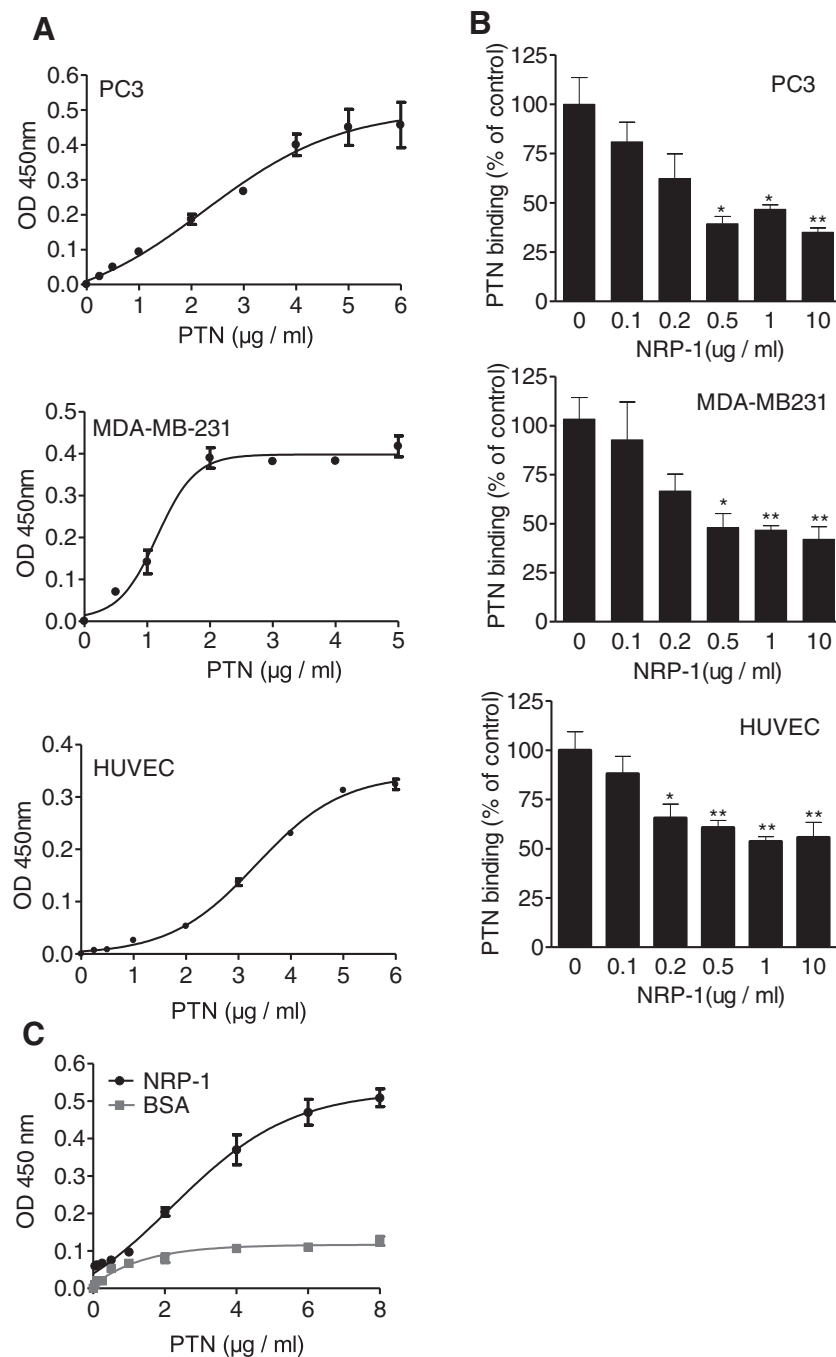 A
PC3
OD 450nm
0.6
0.5
0.4
0.3
0.2
0.1
0.0
0 1 2 3 4 5 6
PTN (µg / ml)
MDA-MB-231
OD 450nm
0.5
0.4
0.3
0.2
0.1
0.0
0 1 2 3 4 5
PTN (µg / ml)
HUVEC
OD 450nm
0.4
0.3
0.2
0.1
0.0
0 1 2 3 4 5 6
PTN (µg / ml)
B
PC3
PTN binding (% of control)
125
100
75
50
25
0
* * **
0 0.1 0.2 0.5 1 10
NRP-1(ug / ml)
MDA-MB231
PTN binding (% of control)
125
100
75
50
25
0
* ** **
0 0.1 0.2 0.5 1 10
NRP-1(ug / ml)
HUVEC
PTN binding (% of control)
125
100
75
50
25
0
* ** ** **
0 0.1 0.2 0.5 1 10
NRP-1(ug / ml)
C
NRP-1
BSA
OD 450 nm
0.6
0.5
0.4
0.3
0.2
0.1
0.0
0 2 4 6 8
PTN (µg / ml)